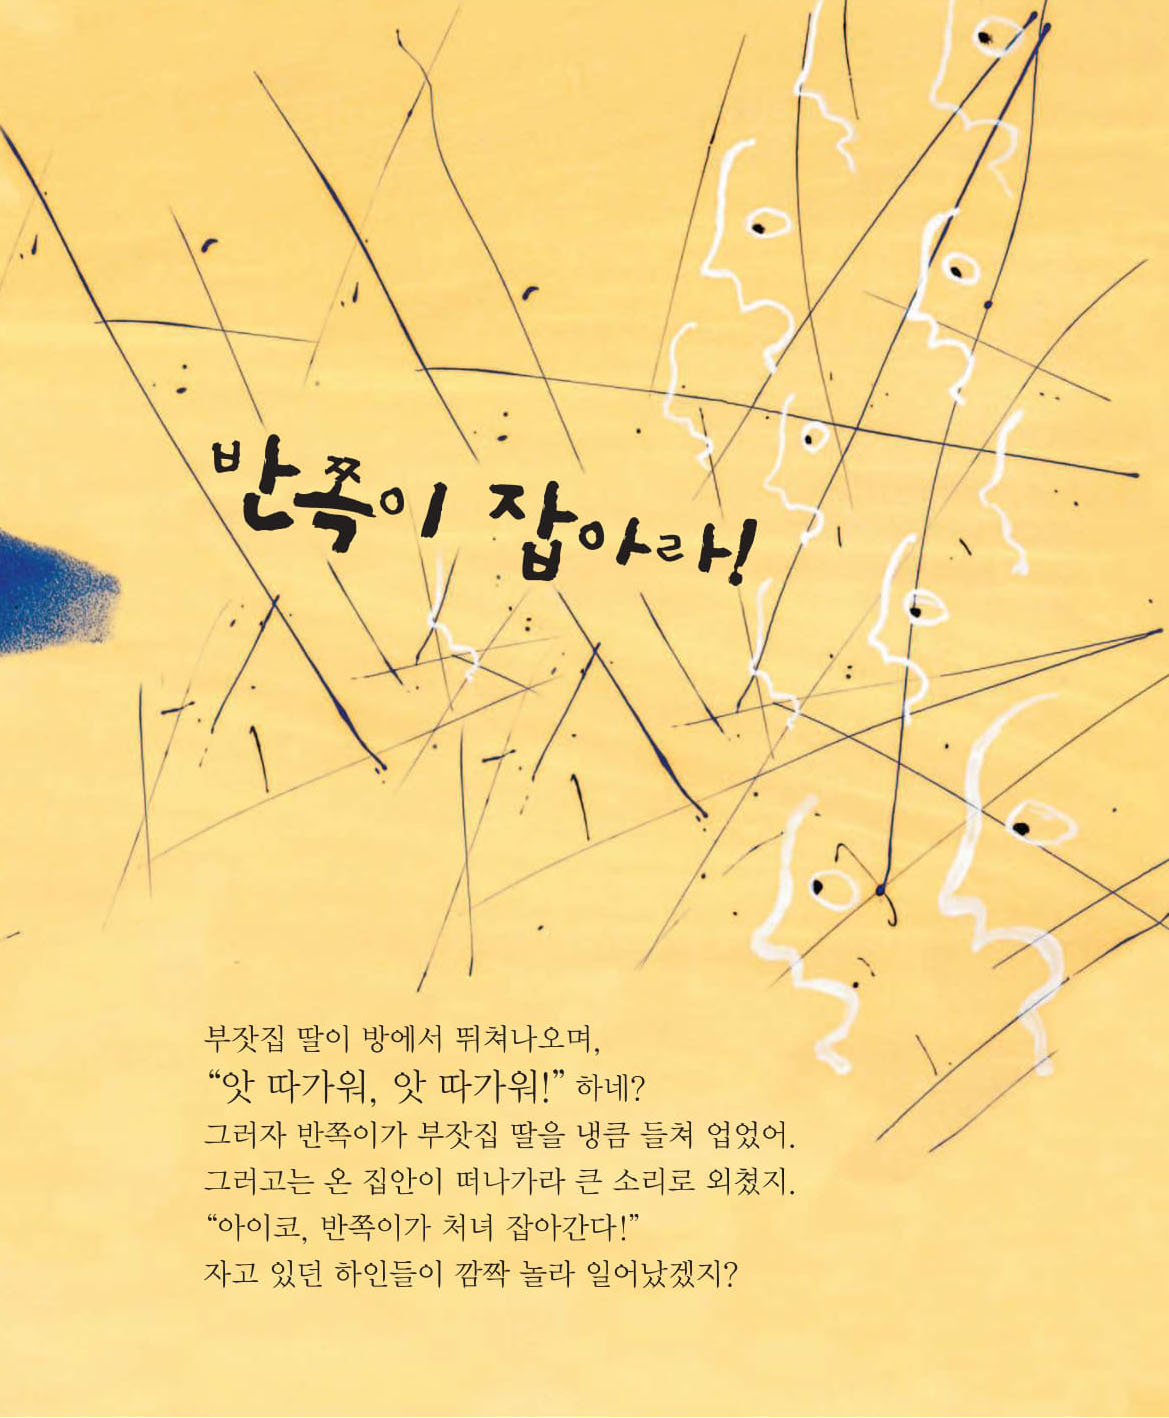 반쪽이 잡아라!
부잣집 딸이 방에서 뛰쳐나오며,
“앗 따가워, 앗 따가워!” 하네?
그러자 반쪽이가 부잣집 딸을 냉큼 들쳐 업었어.
그러고는 온 집안이 떠나가라 큰 소리로 외쳤지.
“아이코, 반쪽이가 처녀 잡아간다!”
자고 있던 하인들이 깜짝 놀라 일어났겠지?